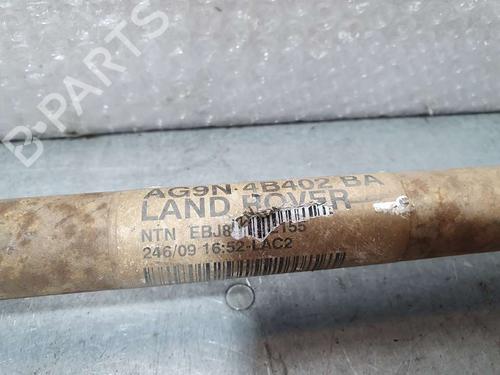 AG9N-4B402 BA
LAND ROVER
NTN EBJ8 155
246/09 16:52-LAC2
B-PARTS